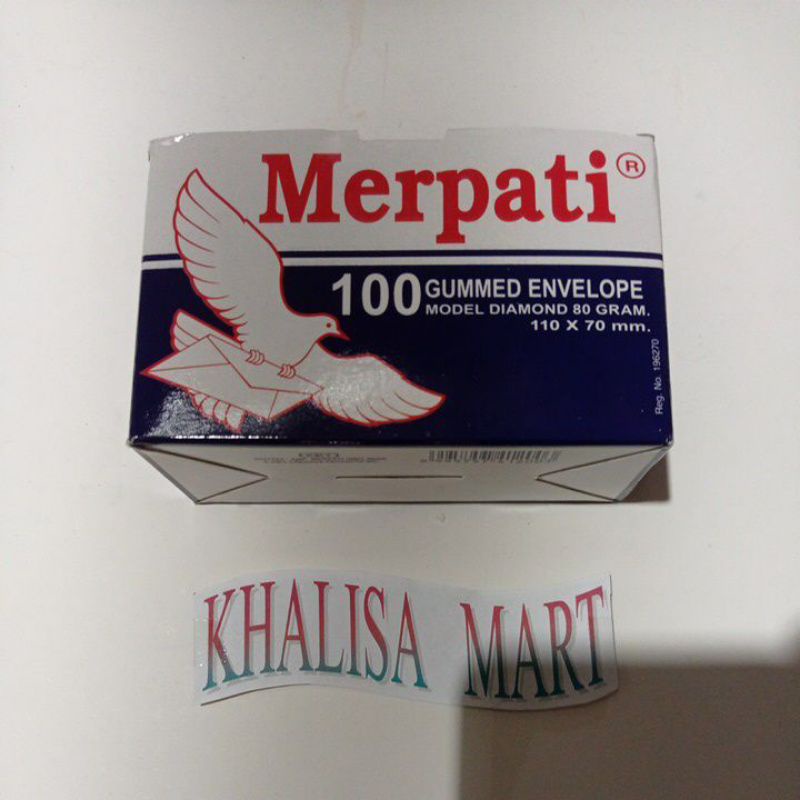 Merpati®
100 GUMMED ENVELOPE
MODEL DIAMOND 80 GRAM.
110 X 70 mm.
Reg. No. 196270
KHALISA MART